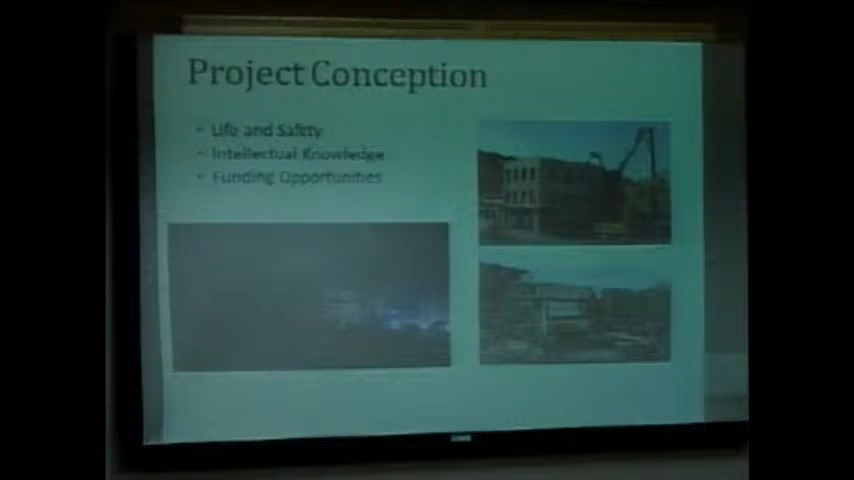 Project Conception
• Life and Safety
• Intellectual Knowledge
• Funding Opportunities